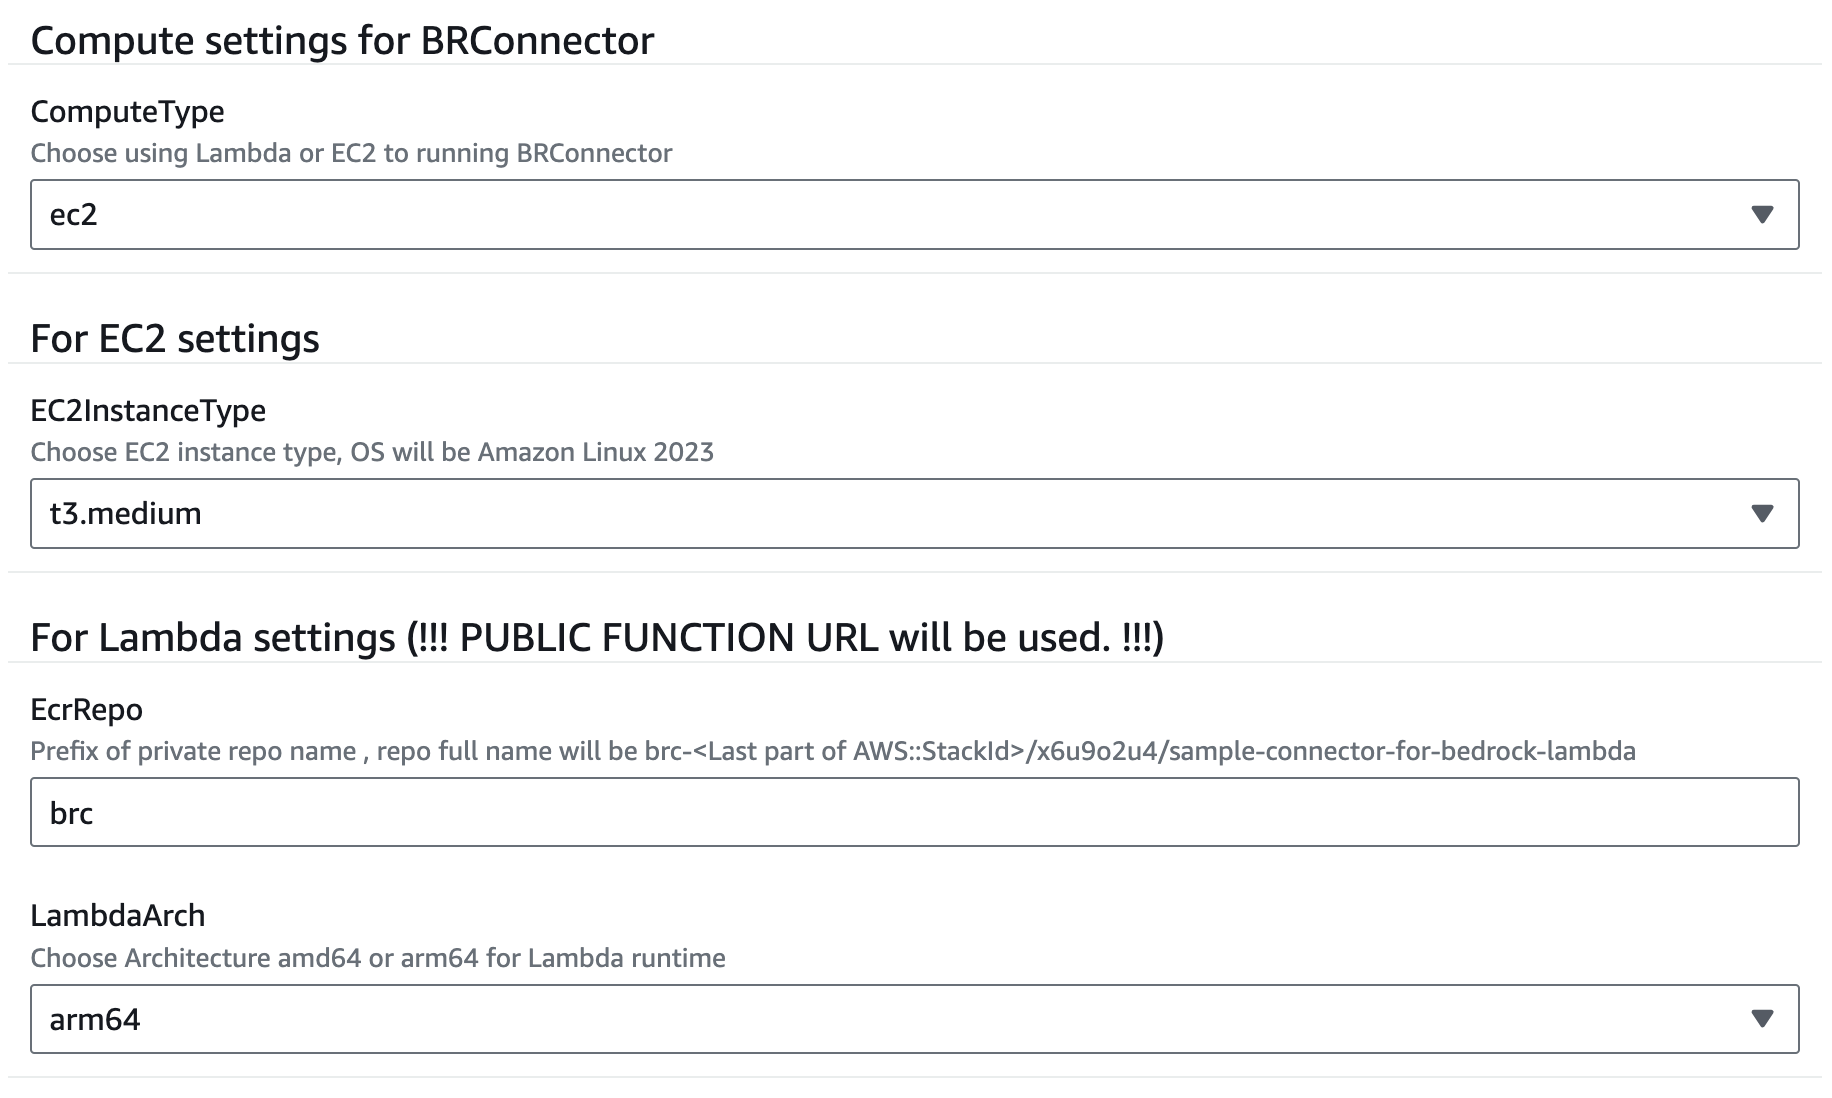 Compute settings for BRConnector
ComputeType
Choose using Lambda or EC2 to running BRConnector
ec2
For EC2 settings
EC2InstanceType
Choose EC2 instance type, OS will be Amazon Linux 2023
t3.medium
For Lambda settings (!!! PUBLIC FUNCTION URL will be used. !!!)
EcrRepo
Prefix of private repo name , repo full name will be brc-<Last part of AWS::StackId>/x6u9o2u4/sample-connector-for-bedrock-lambda
brc
LambdaArch
Choose Architecture amd64 or arm64 for Lambda runtime
arm64